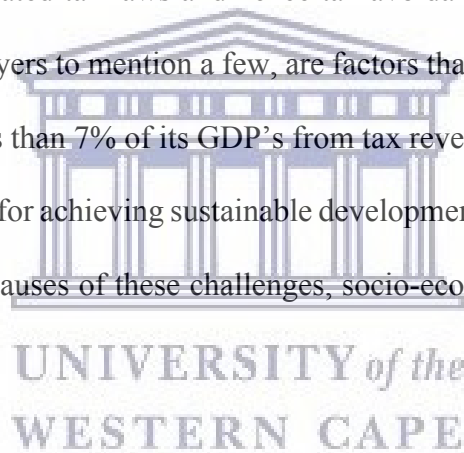 yers to mention a few, are factors tha
than 7% of its GDP's from tax reve
for achieving sustainable developmen
auses of these challenges, socio-eco
UNIVERSITY of the
WESTERN CAPE